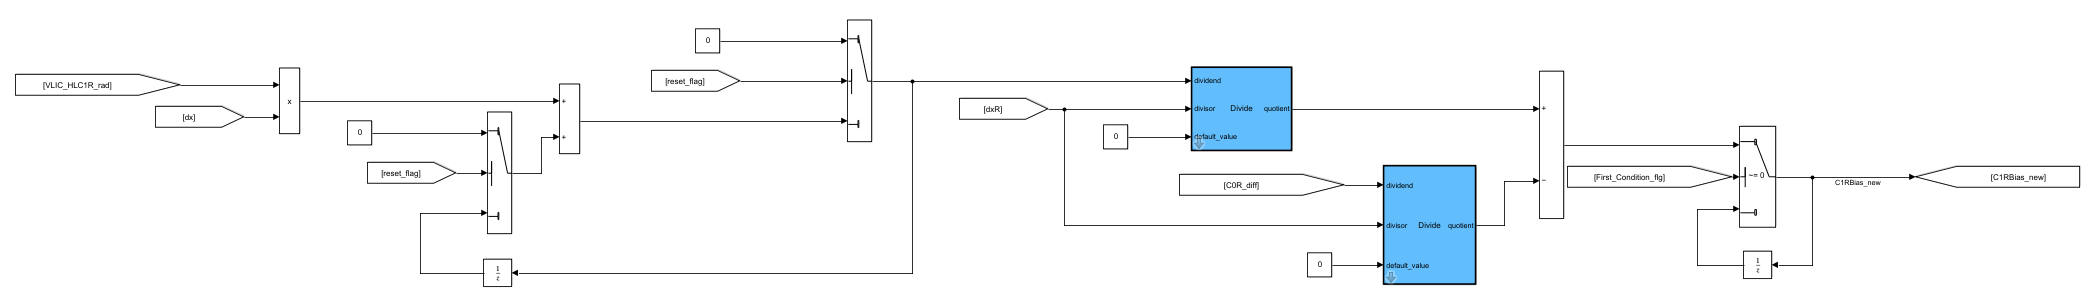 [VLIC_HLC1R_rad]
[dx]
x
0
[reset_flag]
1
z
+
+
0
[reset_flag]
[dxR]
0
dividend
divisor
Divide
quotient
default_value
[C0R_diff]
0
dividend
divisor
Divide
quotient
default_value
+
−
[First_Condition_flg]
~= 0
1
z
C1RBias_new
[C1RBias_new]